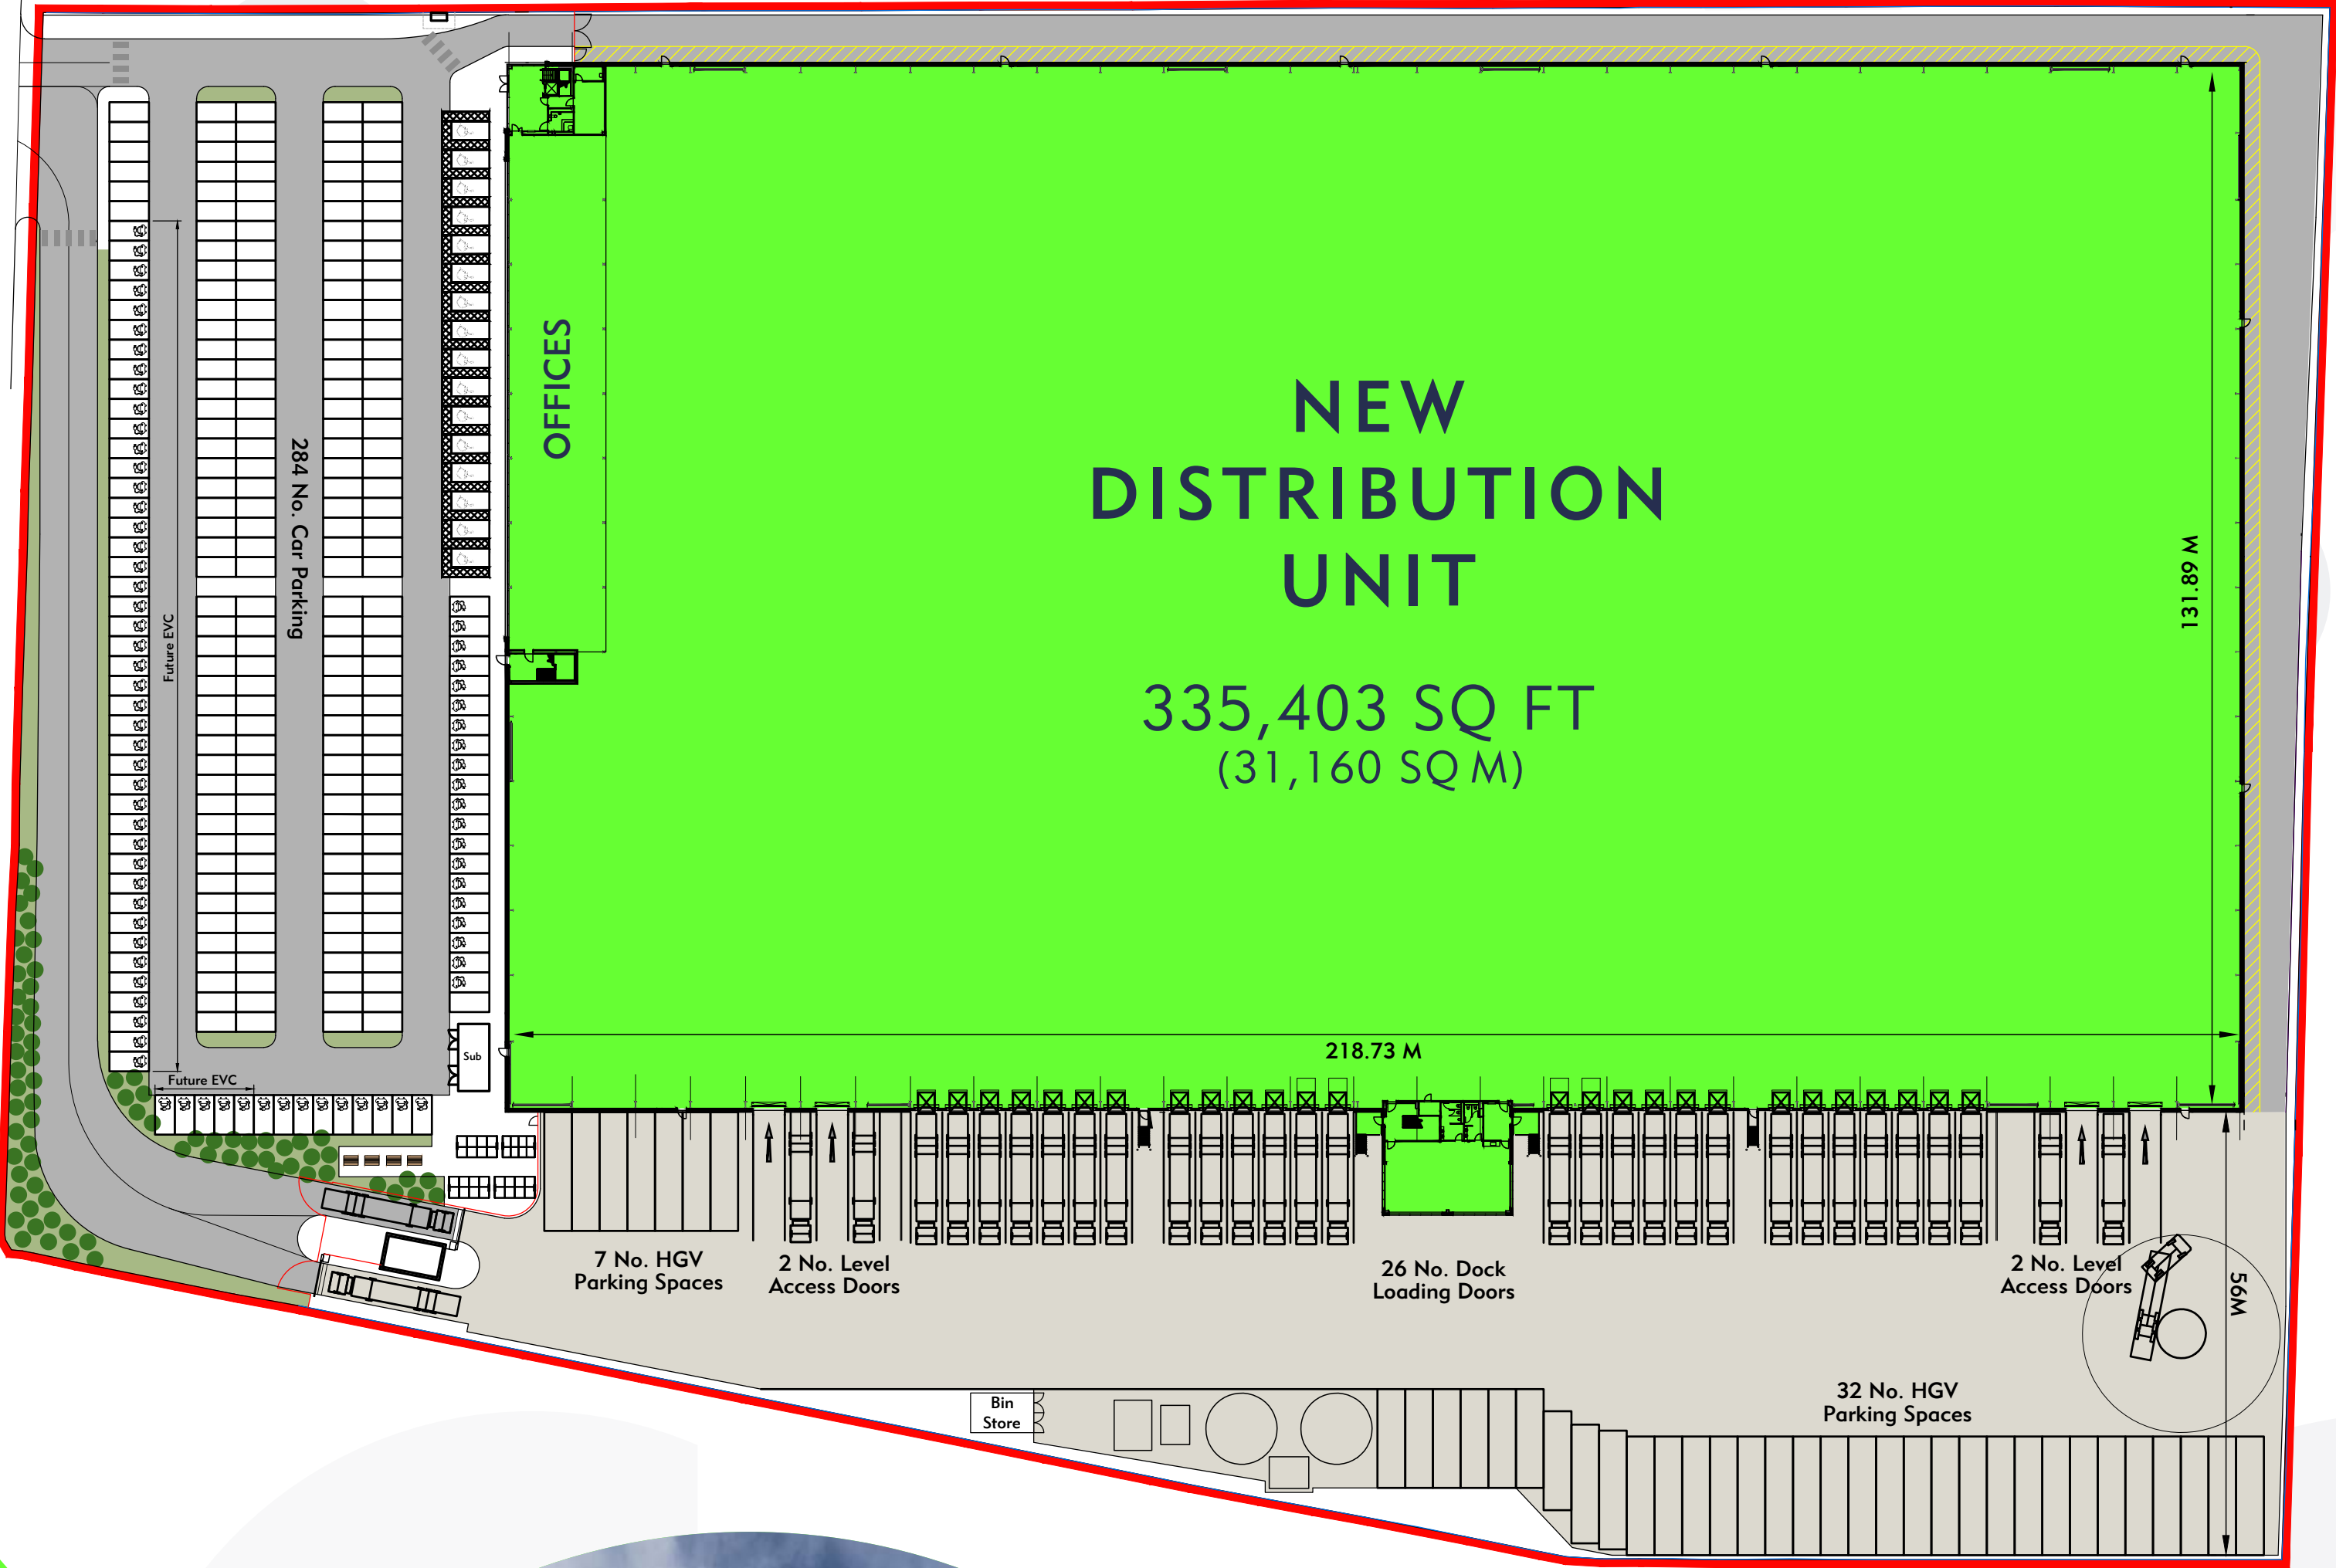 OFFICES
284 No. Car Parking
Future EVC
Future EVC
Sub
NEW
DISTRIBUTION
UNIT
335,403 SQ FT
(31,160 SQ M)
131.89 M
218.73 M
7 No. HGV
Parking Spaces
2 No. Level
Access Doors
26 No. Dock
Loading Doors
2 No. Level
Access Doors
56M
Bin
Store
32 No. HGV
Parking Spaces